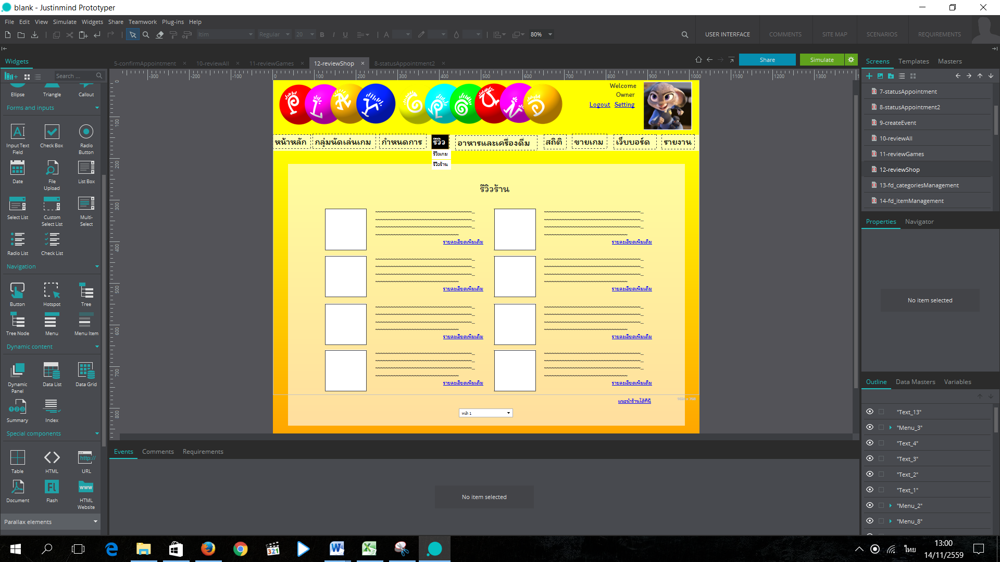 blank - Justinmind Prototyper
File Edit View Simulate Widgets Share Teamwork Plug-ins Help
Itim Regular 20 B I U A 80% USER INTERFACE COMMENTS SITE MAP SCENARIOS REQUIREMENTS
Widgets
Search ...
Ellipse Triangle Callout
Forms and inputs
Input Text Field Check Box Radio Button
Date File Upload List Box
Select List Custom Select List Multi-Select
Radio List Check List
Navigation
Button Hotspot Tree
Tree Node Menu Menu Item
Dynamic content
Dynamic Panel Data List Data Grid
Summary Index
Special components
Table HTML URL
Document Flash HTML Website
Parallax elements
5-confirmAppointment 10-reviewAll 11-reviewGames 12-reviewShop 8-statusAppointment2
Share Simulate
-300 -200 -100 0 100 200 300 400 500 600 700 800 900 1000 1100 1200 1300
0
100
200
300
400
500
600
700
800
Welcome
Owner
Logout Setting
หน้าหลัก กลุ่มนัดเล่นเกม กำหนดการ รีวิว อาหารและเครื่องดื่ม สถิติ ขายเกม เว็บบอร์ด รายงาน
รีวิวเกม
รีวิวร้าน
รีวิวร้าน
รายละเอียดเพิ่มเติม รายละเอียดเพิ่มเติม
รายละเอียดเพิ่มเติม รายละเอียดเพิ่มเติม
รายละเอียดเพิ่มเติม รายละเอียดเพิ่มเติม
รายละเอียดเพิ่มเติม รายละเอียดเพิ่มเติม
แนะนำร้านได้ที่นี่
หน้า 1
Events Comments Requirements
No item selected
Screens Templates Masters
7-statusAppointment
8-statusAppointment2
9-createEvent
10-reviewAll
11-reviewGames
12-reviewShop
13-fd_categoriesManagement
14-fd_itemManagement
Properties Navigator
No item selected
Outline Data Masters Variables
"Text_13"
"Menu_3"
"Text_4"
"Text_3"
"Text_2"
"Text_1"
"Menu_2"
"Menu_8"
ไทย
13:00
14/11/2559